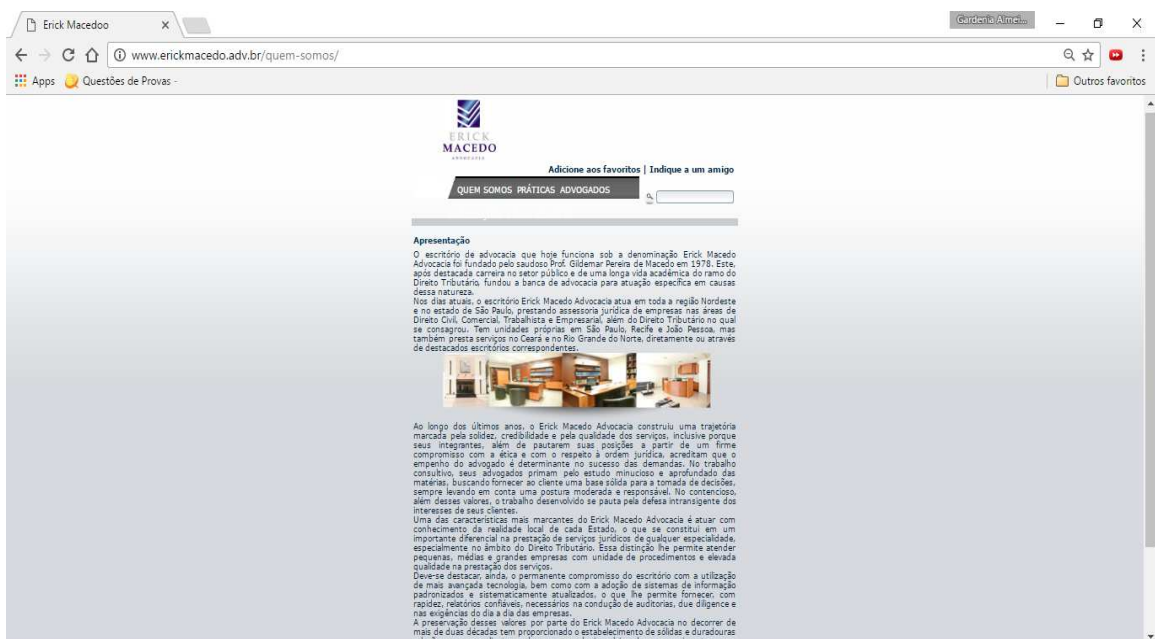 Erick Macedoo
Gardenia Almei...
www.erickmacedo.adv.br/quem-somos/
Apps Questões de Provas -
Outros favoritos
ERICK
MACEDO
ADVOCACIA
Adicione aos favoritos | Indique a um amigo
QUEM SOMOS PRÁTICAS ADVOGADOS
Apresentação
O escritório de advocacia que hoje funciona sob a denominação Erick Macedo
Advocacia foi fundado pelo saudoso Prof. Gildemar Pereira de Macedo em 1978. Este,
após destacada carreira no setor público e de uma longa vida acadêmica do ramo do
Direito Tributário, fundou a banca de advocacia para atuação específica em causas
dessa natureza.
Nos dias atuais, o escritório Erick Macedo Advocacia atua em toda a região Nordeste
e no estado de São Paulo, prestando assessoria jurídica de empresas nas áreas de
Direito Civil, Comercial, Trabalhista e Empresarial, além do Direito Tributário no qual
se consagrou. Tem unidades próprias em São Paulo, Recife e João Pessoa, mas
também presta serviços no Ceará e no Rio Grande do Norte, diretamente ou através
de destacados escritórios correspondentes.
Ao longo dos últimos anos, o Erick Macedo Advocacia construiu uma trajetória
marcada pela solidez, credibilidade e pela qualidade dos serviços, inclusive porque
seus integrantes, além de pautarem suas posições a partir de um firme
compromisso com a ética e com o respeito à ordem jurídica, acreditam que o
empenho do advogado é determinante no sucesso das demandas. No trabalho
consultivo, seus advogados primam pelo estudo minucioso e aprofundado das
matérias, buscando fornecer ao cliente uma base sólida para a tomada de decisões,
sempre levando em conta uma postura moderada e responsável. No contencioso,
além desses valores, o trabalho desenvolvido se pauta pela defesa intransigente dos
interesses de seus clientes.
Uma das características mais marcantes do Erick Macedo Advocacia é atuar com
conhecimento da realidade local de cada Estado, o que se constitui em um
importante diferencial na prestação de serviços jurídicos de qualquer especialidade,
especialmente no âmbito do Direito Tributário. Essa distinção lhe permite atender
pequenas, médias e grandes empresas com unidade de procedimentos e elevada
qualidade na prestação dos serviços.
Deve-se destacar, ainda, o permanente compromisso do escritório com a utilização
de mais avançada tecnologia, bem como com a adoção de sistemas de informação
padronizados e sistematicamente atualizados, o que lhe permite fornecer, com
rapidez, relatórios confiáveis, necessários na condução de auditorias, due diligence e
nas exigências do dia a dia das empresas.
A preservação desses valores por parte do Erick Macedo Advocacia no decorrer de
mais de duas décadas tem proporcionado o estabelecimento de sólidas e duradouras